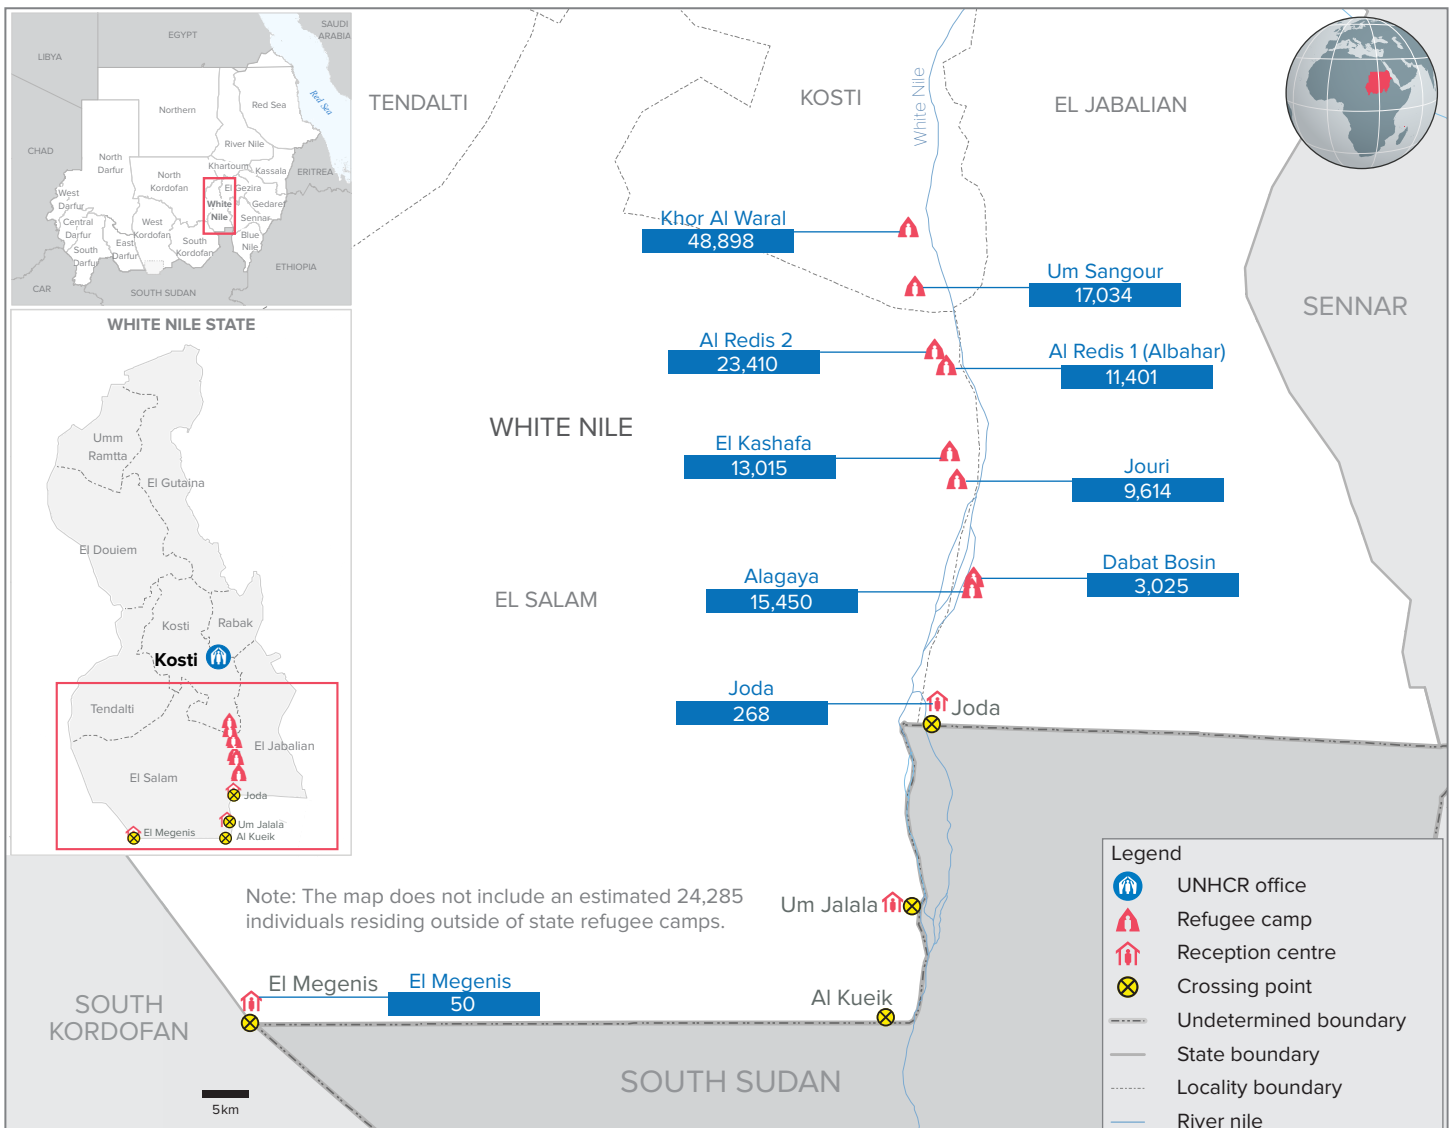 EGYPT
SAUDI
ARABIA
LIBYA
Red Sea
Northern
Red Sea
CHAD
River Nile
North
Darfur
Khartoum
Kassala
ERITREA
North
Kordofan
El Gezira
West
Darfur
White
Nile
Gedaref
Sennar
Central
Darfur
West
Kordofan
South
Kordofan
Blue
Nile
East
Darfur
South
Darfur
ETHIOPIA
CAR
SOUTH SUDAN
WHITE NILE STATE
Umm
Ramtta
El Gutaina
El Douiem
Kosti
Rabak
Kosti
Tendalti
El Jabalian
El Salam
Joda
Um Jalala
El Megenis
Al Kueik
TENDALTI
KOSTI
White Nile
EL JABALIAN
SENNAR
Khor Al Waral
48,898
Um Sangour
17,034
Al Redis 2
23,410
Al Redis 1 (Albahar)
11,401
WHITE NILE
El Kashafa
13,015
Jouri
9,614
Dabat Bosin
3,025
Alagaya
15,450
EL SALAM
Joda
268
Joda
Note: The map does not include an estimated 24,285
individuals residing outside of state refugee camps.
Um Jalala
El Megenis
El Megenis
50
Al Kueik
SOUTH
KORDOFAN
SOUTH SUDAN
5km
Legend
UNHCR office
Refugee camp
Reception centre
Crossing point
Undetermined boundary
State boundary
Locality boundary
River nile